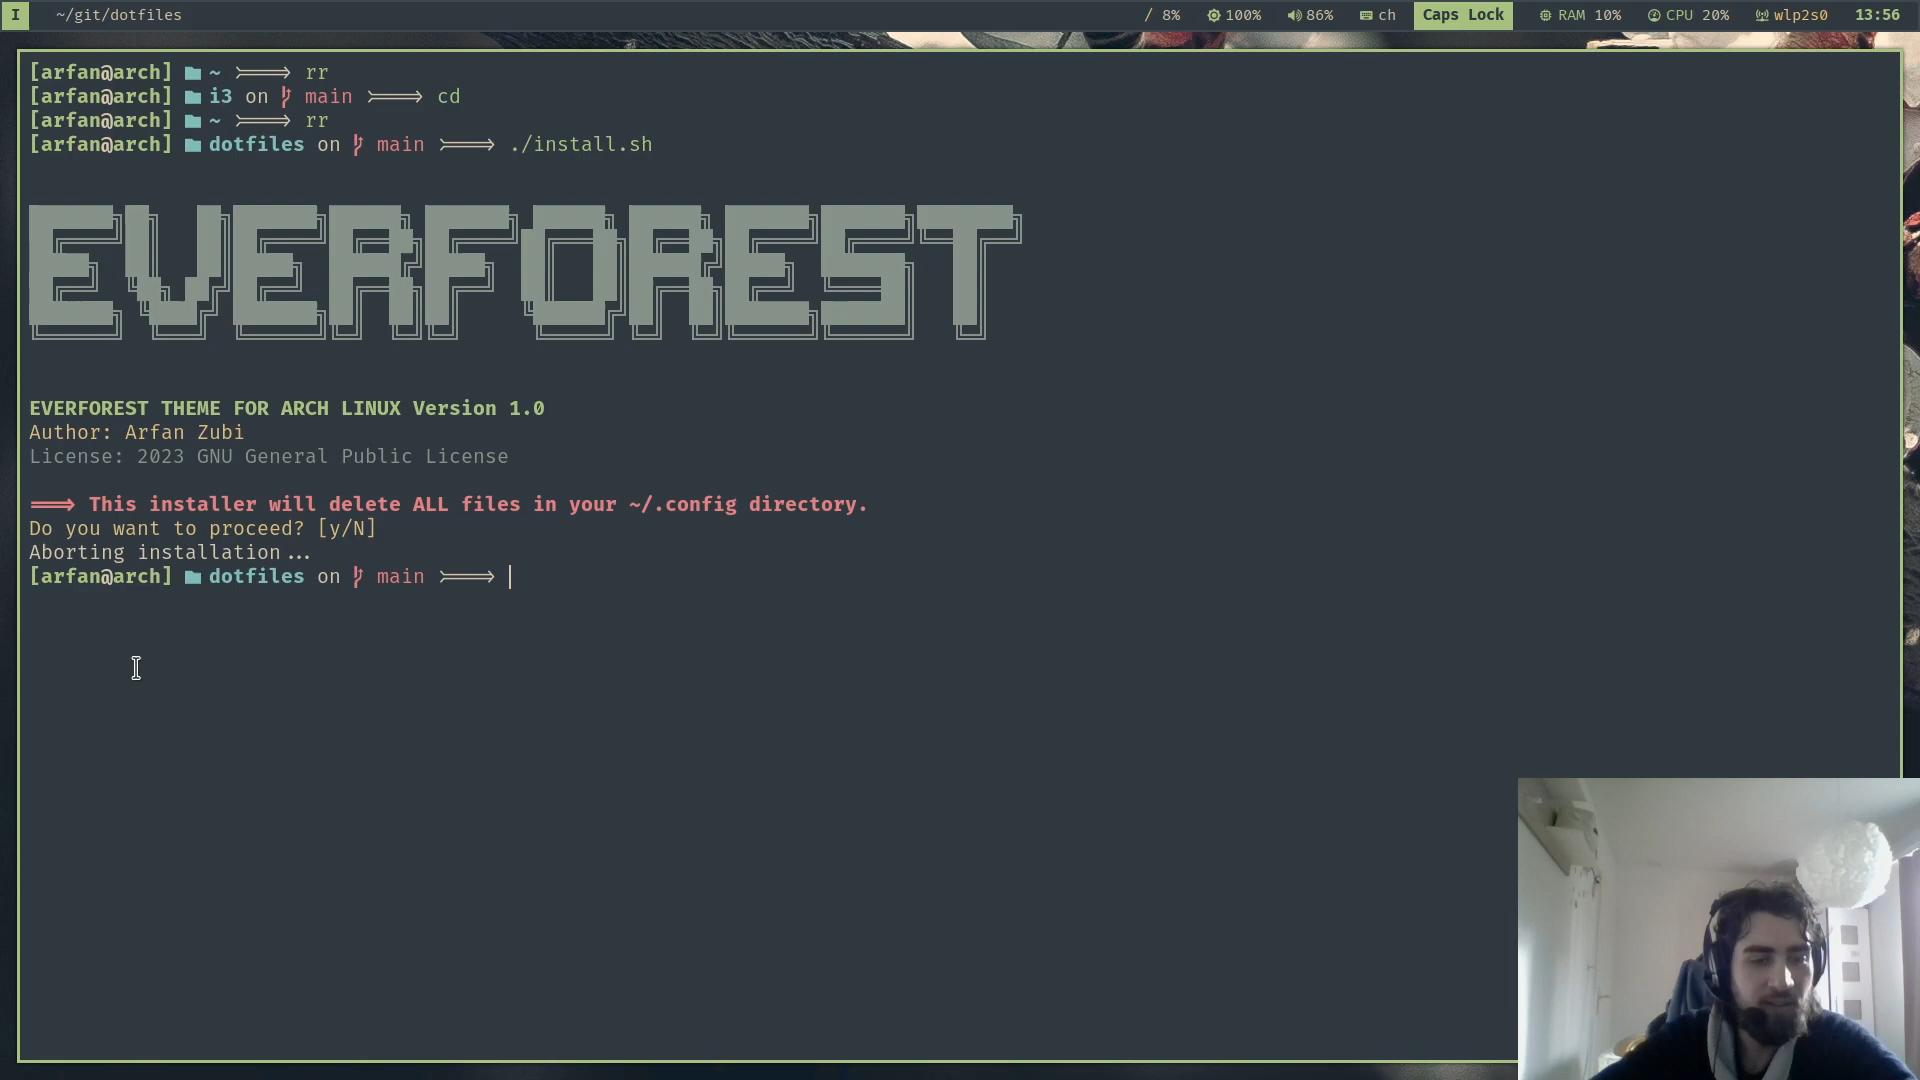 I ~/git/dotfiles / 8% 100% 86% ch Caps Lock RAM 10% CPU 20% wlp2s0 13:56
[arfan@arch] ~ rr
[arfan@arch] i3 on main cd
[arfan@arch] ~ rr
[arfan@arch] dotfiles on main ./install.sh
EVERFOREST
EVERFOREST THEME FOR ARCH LINUX Version 1.0
Author: Arfan Zubi
License: 2023 GNU General Public License
===> This installer will delete ALL files in your ~/.config directory.
Do you want to proceed? [y/N]
Aborting installation...
[arfan@arch] dotfiles on main